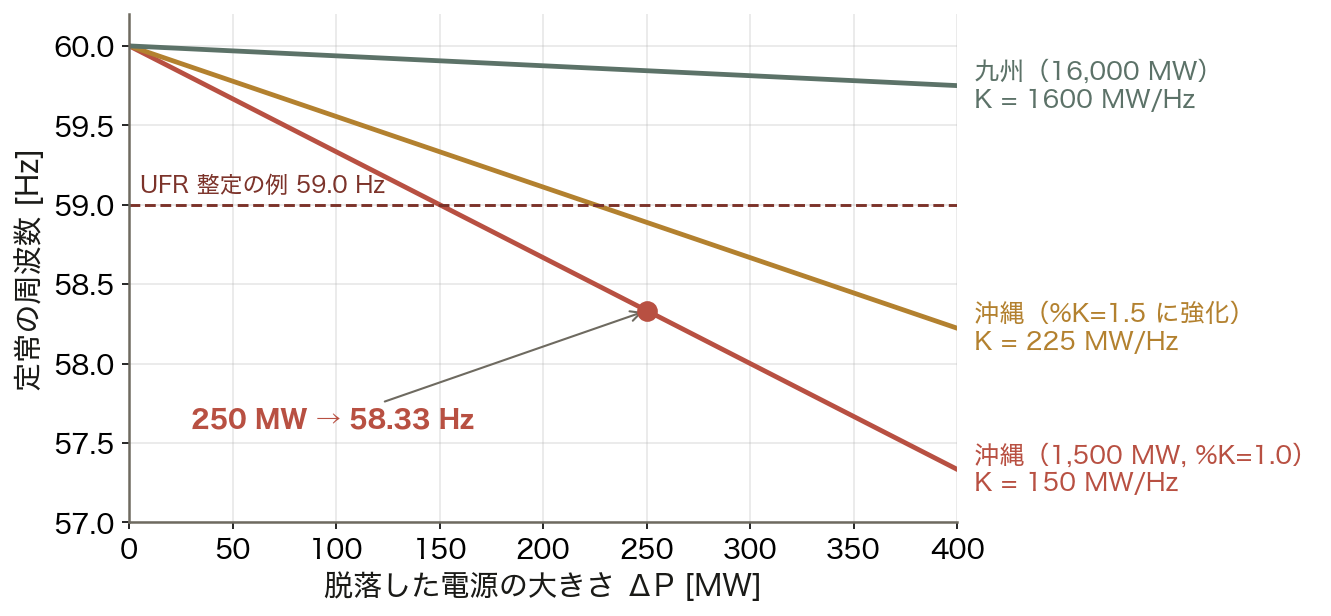 定常の周波数 [Hz]
60.0
59.5
59.0
58.5
58.0
57.5
57.0
UFR 整定の例 59.0 Hz
250 MW → 58.33 Hz
九州（16,000 MW）
K = 1600 MW/Hz
沖縄（%K=1.5 に強化）
K = 225 MW/Hz
沖縄（1,500 MW, %K=1.0）
K = 150 MW/Hz
0 50 100 150 200 250 300 350 400
脱落した電源の大きさ ΔP [MW]